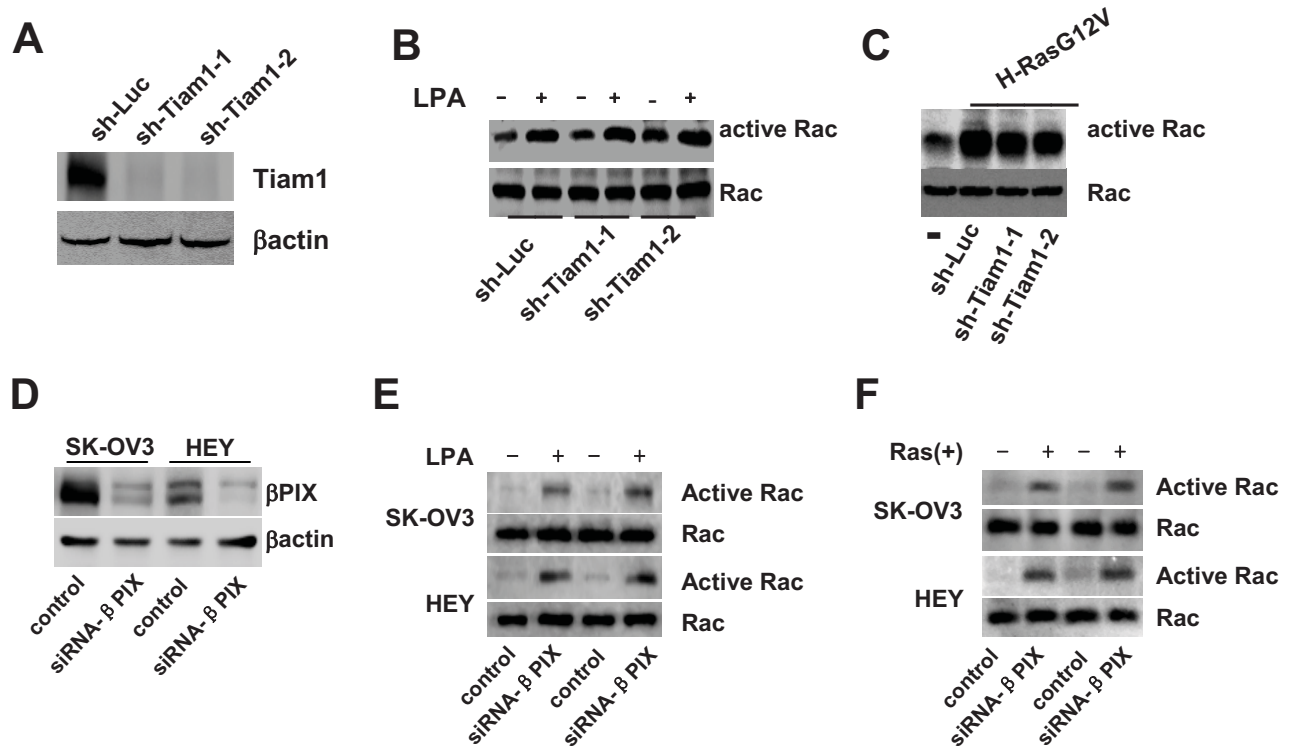 A
sh-Luc
sh-Tiam1-1
sh-Tiam1-2
Tiam1
βactin
B
LPA - + - + - +
active Rac
Rac
sh-Luc
sh-Tiam1-1
sh-Tiam1-2
C
H-RasG12V
active Rac
Rac
-
sh-Luc
sh-Tiam1-1
sh-Tiam1-2
D
SK-OV3 HEY
βPIX
βactin
control
siRNA- β PIX
control
siRNA- β PIX
E
LPA − + − +
SK-OV3
Active Rac
Rac
HEY
Active Rac
Rac
control
siRNA- β PIX
control
siRNA- β PIX
F
Ras(+) − + − +
SK-OV3
Active Rac
Rac
HEY
Active Rac
Rac
control
siRNA- β PIX
control
siRNA- β PIX